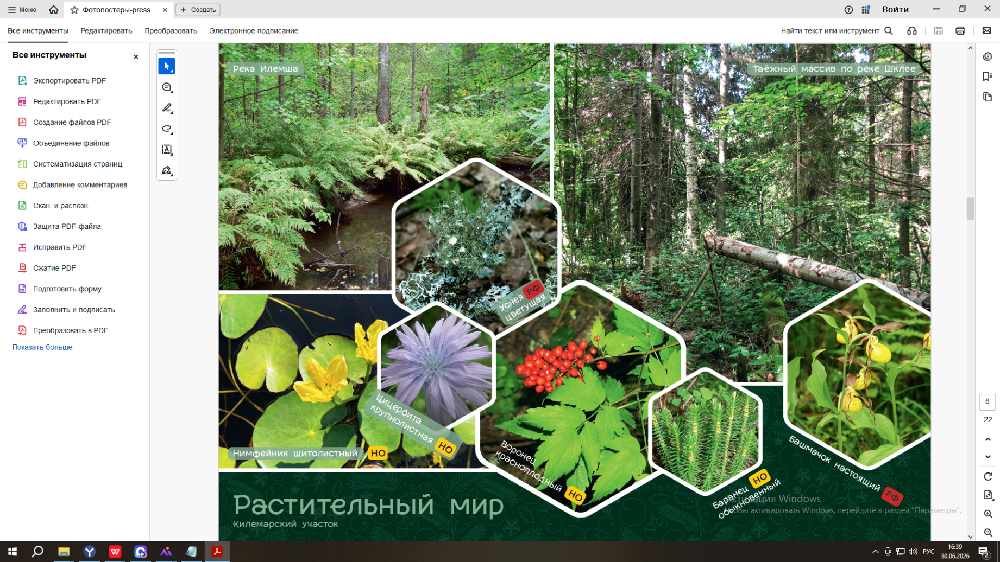 Меню
Фотопостеры-press...
Создать
Войти
Все инструменты
Редактировать
Преобразовать
Электронное подписание
Найти текст или инструмент
Все инструменты
Экспортировать PDF
Редактировать PDF
Создание файлов PDF
Объединение файлов
Систематизация страниц
Добавление комментариев
Скан. и распозн.
Защита PDF-файла
Исправить PDF
Сжатие PDF
Подготовить форму
Заполнить и подписать
Преобразовать в PDF
Показать больше
Река Илемша
Таёжный массив по реке Шклее
Уснея РФ
цветущая
Цицербита
крупнолистная НО
Нимфейник щитолистный НО
Воронец
красноплодный НО
Баранец НО
обыкновенный
Башмачок настоящий РФ
Растительный мир
Килемарский участок
Активация Windows
Чтобы активировать Windows, перейдите в раздел "Параметры".
8
22
РУС
16:39
30.06.2026
2